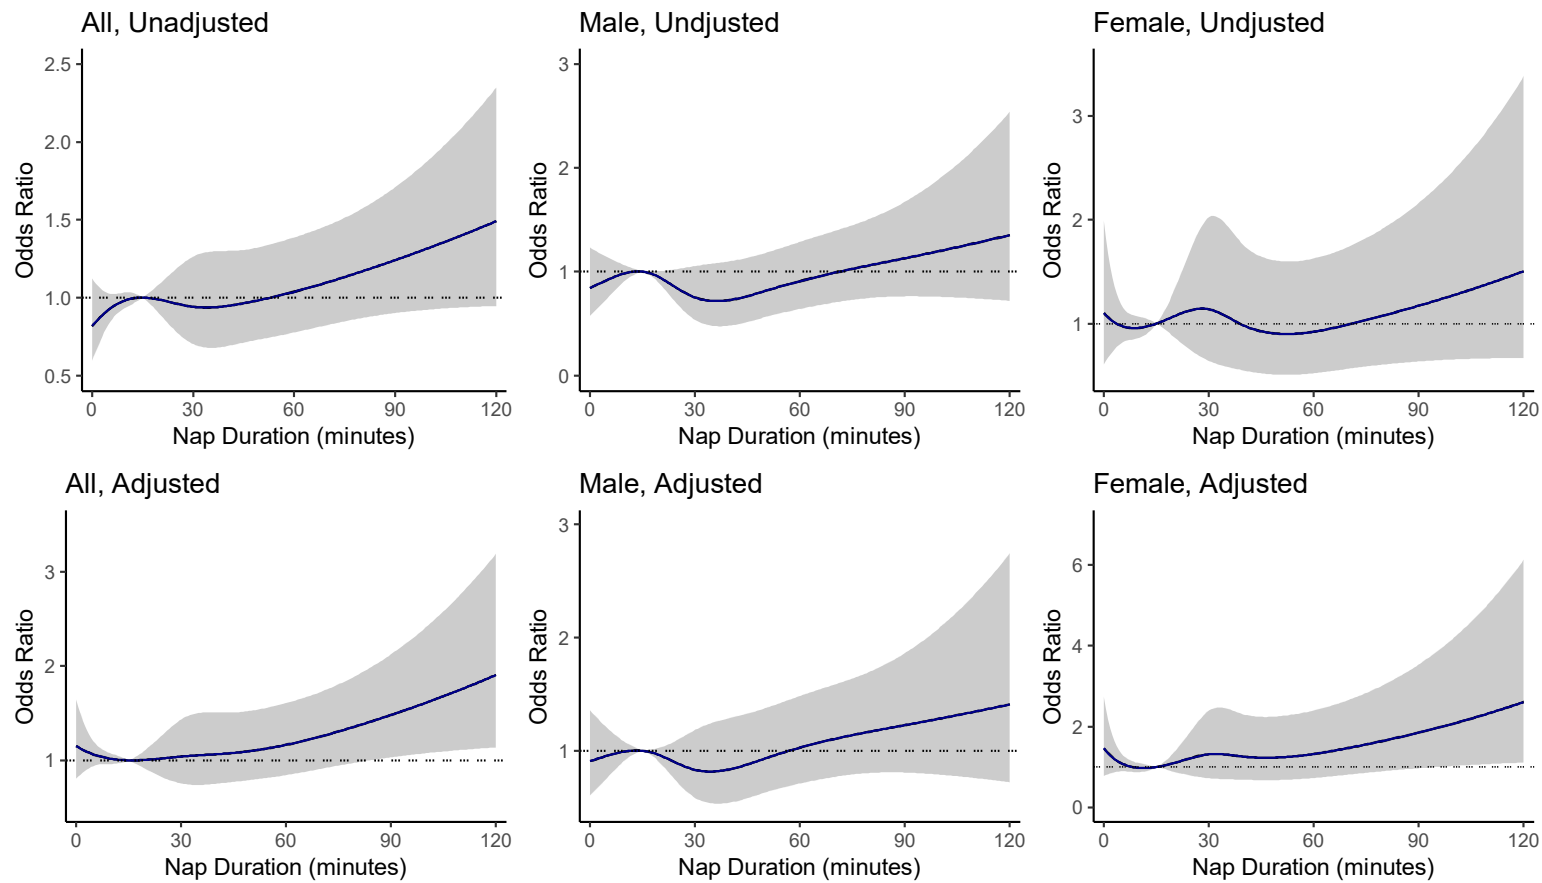 All, Unadjusted
2.5
2.0
1.5
1.0
0.5
Odds Ratio
0 30 60 90 120
Nap Duration (minutes)
Male, Undjusted
3
2
1
0
Odds Ratio
0 30 60 90 120
Nap Duration (minutes)
Female, Undjusted
3
2
1
Odds Ratio
0 30 60 90 120
Nap Duration (minutes)
All, Adjusted
3
2
1
Odds Ratio
0 30 60 90 120
Nap Duration (minutes)
Male, Adjusted
3
2
1
Odds Ratio
0 30 60 90 120
Nap Duration (minutes)
Female, Adjusted
6
4
2
0
Odds Ratio
0 30 60 90 120
Nap Duration (minutes)